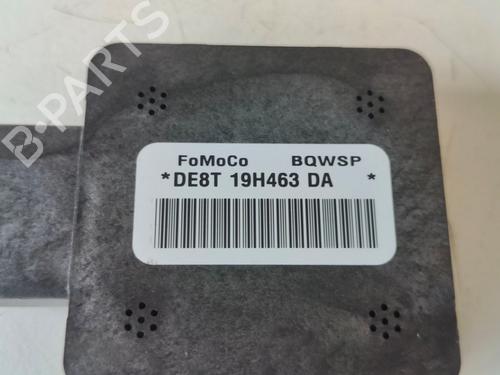 B-PARTS
FoMoCo BQWSP
*DE8T 19H463 DA *